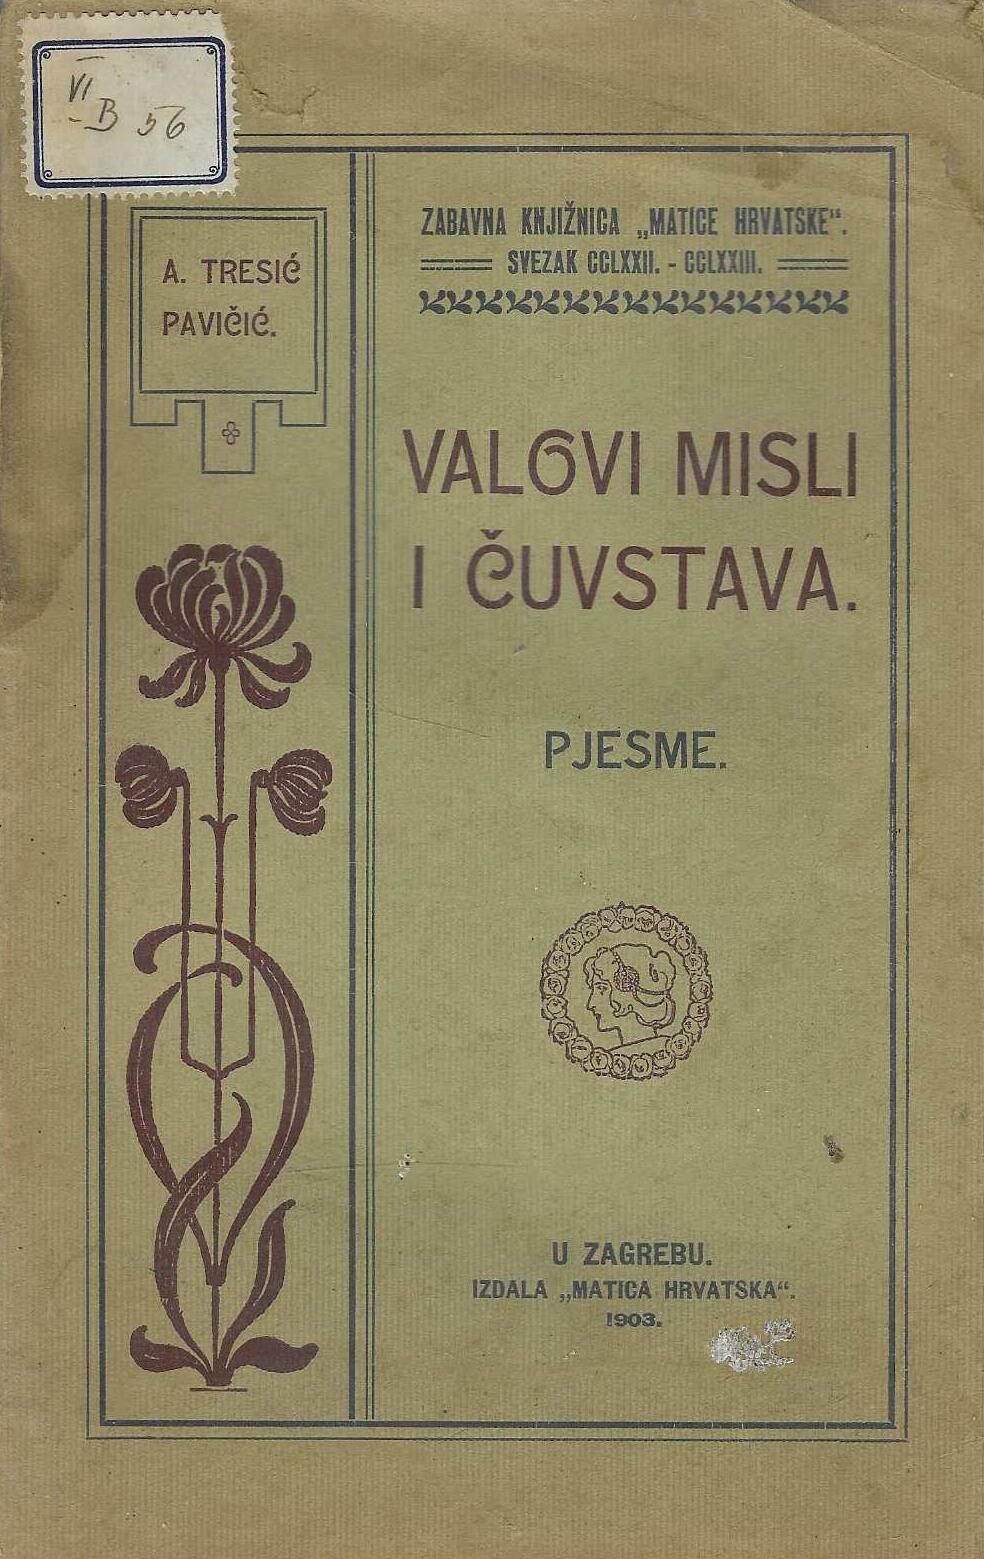 VI
-B 56
A. TRESIĆ
PAVIČIĆ.
ZABAVNA KNJIŽNICA „MATICE HRVATSKE“.
SVEZAK CCLXXII. - CCLXXIII.
VALOVI MISLI
I ČUVSTAVA.
PJESME.
U ZAGREBU.
IZDALA „MATICA HRVATSKA“.
1903.